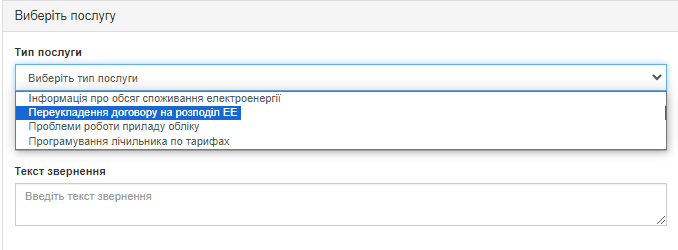 Виберіть послугу
Тип послуги
Виберіть тип послуги
Інформація про обсяг споживання електроенергії
Переукладення договору на розподіл ЕЕ
Проблеми роботи приладу обліку
Програмування лічильника по тарифах
Текст звернення
Введіть текст звернення